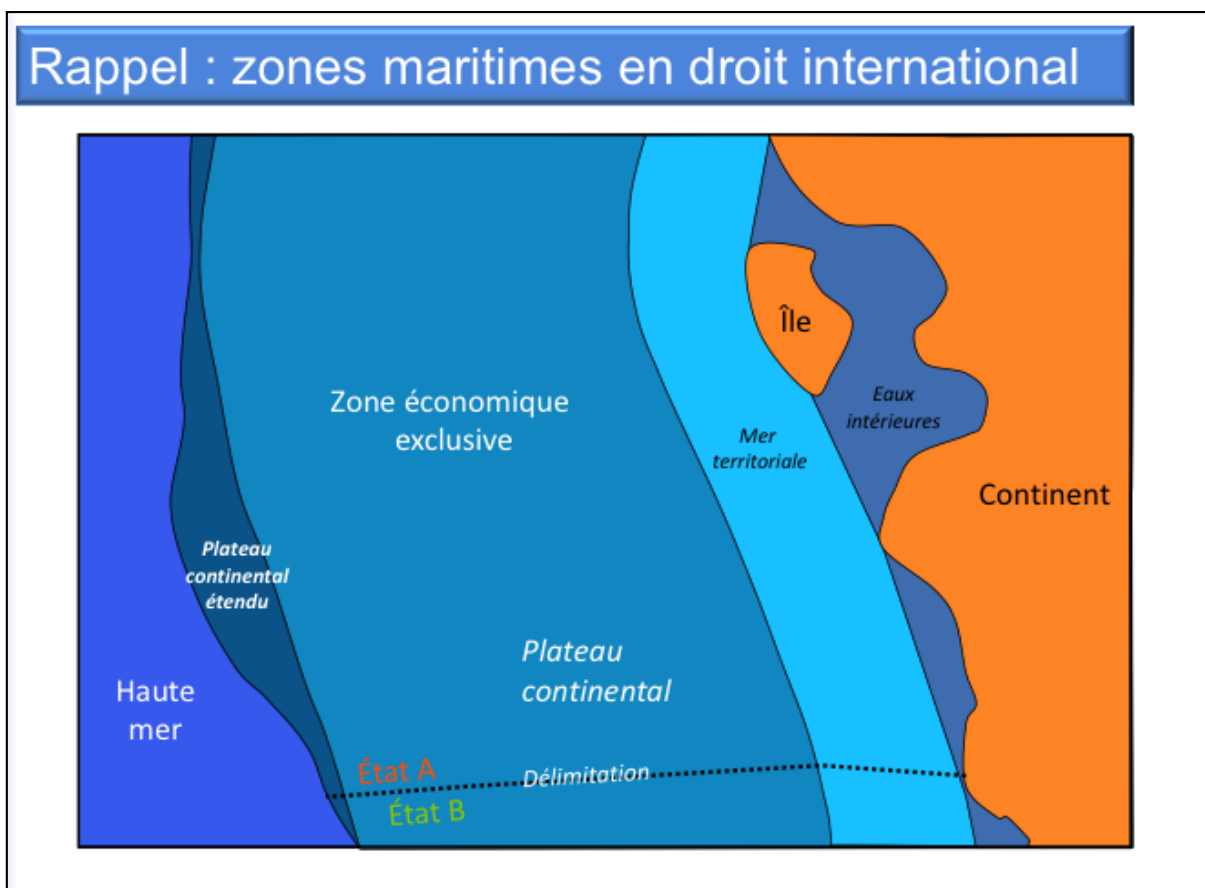 Rappel : zones maritimes en droit international
Île
Zone économique
exclusive
Eaux
intérieures
Mer
territoriale
Continent
Plateau
continental
étendu
Plateau
continental
Haute
mer
État A
Délimitation
État B